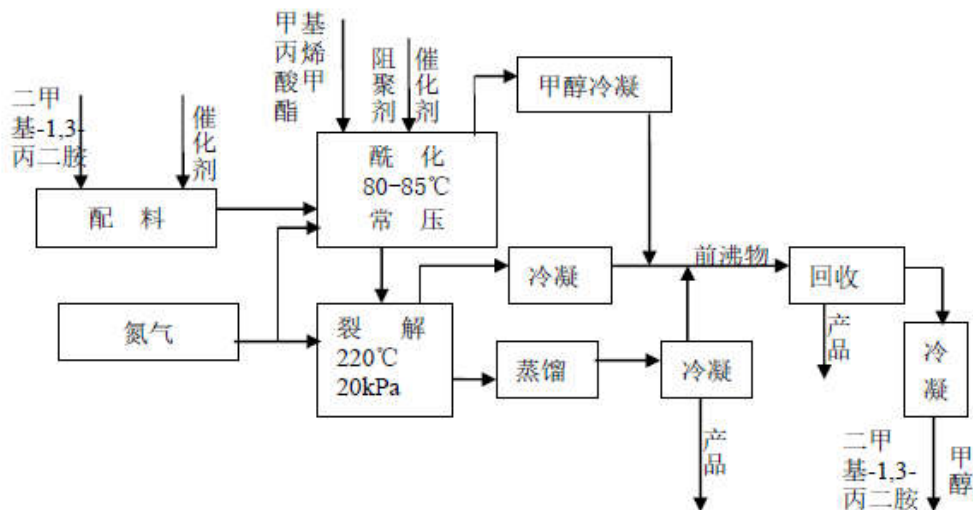 甲基
丙烯
酸甲
酯
阻聚剂
催化剂
甲醇冷凝
二甲
基-1,3-
丙二胺
催化剂
酰 化
80-85℃
常 压
配 料
前沸物
冷凝
回收
氮气
裂 解
220℃
20kPa
蒸馏
冷凝
产品
冷凝
产品
二甲
基-1,3-
丙二胺
甲醇